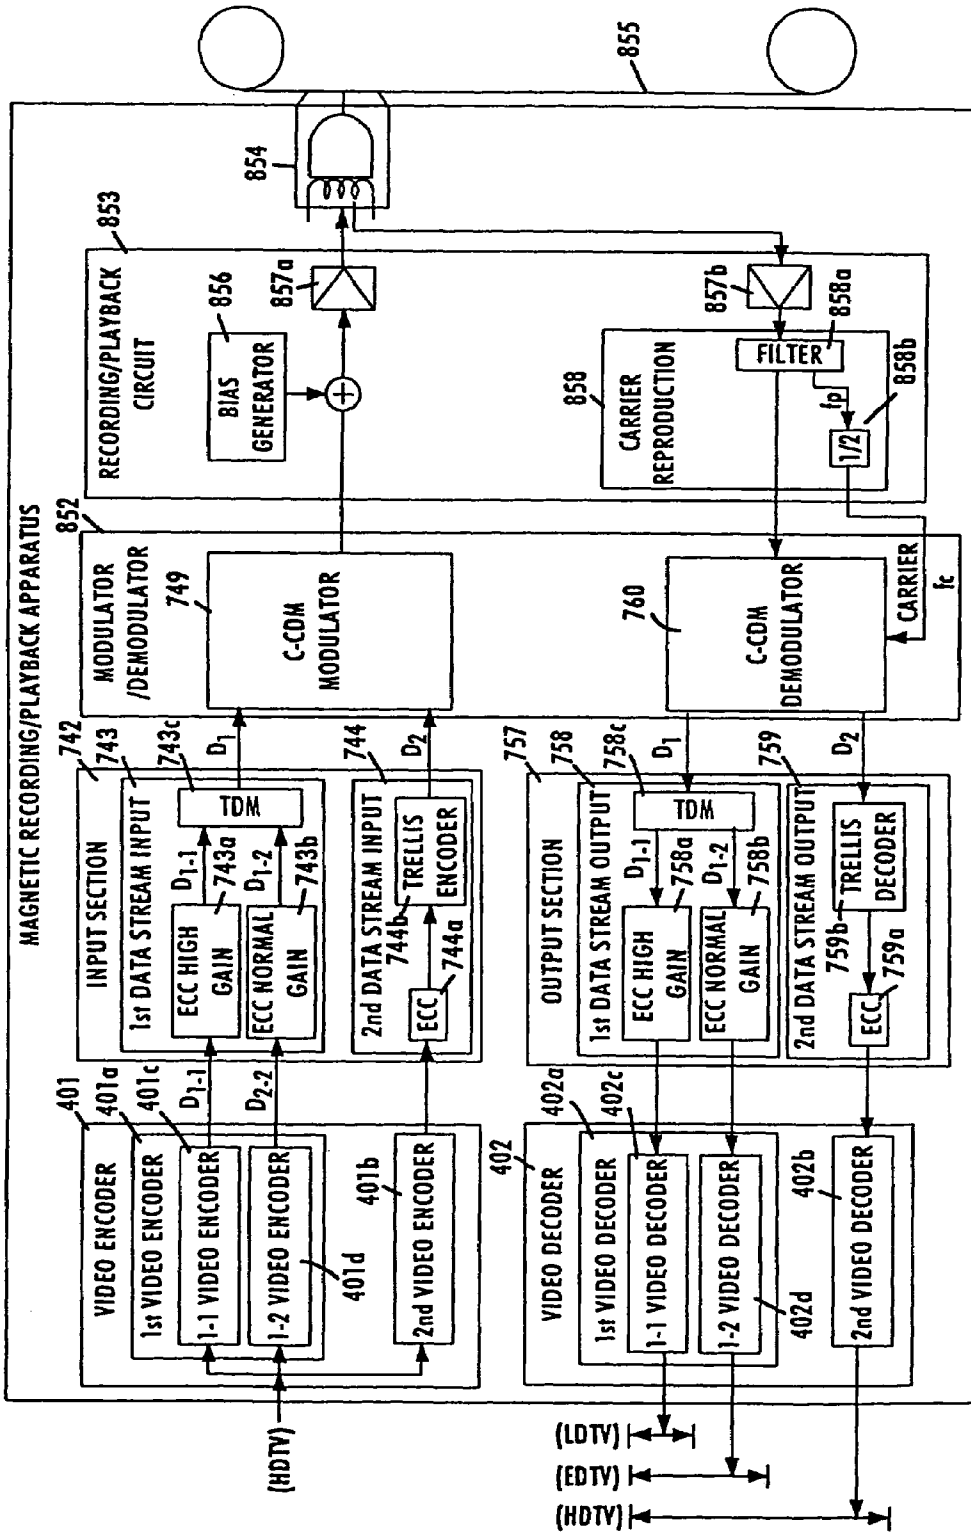 MAGNETIC RECORDING/PLAYBACK APPARATUS
401
VIDEO ENCODER
401a
1st VIDEO ENCODER
401c
1-1 VIDEO ENCODER
1-2 VIDEO ENCODER
401d
401b
2nd VIDEO ENCODER
(HDTV)
D1-1
D2-2
742
INPUT SECTION
743
1st DATA STREAM INPUT
743c
ECC HIGH
GAIN
743a
D1-1
ECC NORMAL
GAIN
743b
D1-2
TDM
744
2nd DATA STREAM INPUT
ECC
744a
744b
TRELLIS
ENCODER
D1
D2
852
MODULATOR
/DEMODULATOR
749
C-CDM
MODULATOR
853
RECORDING/PLAYBACK
CIRCUIT
856
BIAS
GENERATOR
857a
+
854
855
402
VIDEO DECODER
402a
1st VIDEO DECODER
402c
1-1 VIDEO DECODER
1-2 VIDEO DECODER
402d
402b
2nd VIDEO DECODER
(LDTV)
(EDTV)
(HDTV)
757
OUTPUT SECTION
758
1st DATA STREAM OUTPUT
758c
ECC HIGH
GAIN
758a
D1-1
ECC NORMAL
GAIN
758b
D1-2
TDM
759
2nd DATA STREAM OUTPUT
ECC
759a
759b
TRELLIS
DECODER
D1
D2
760
C-CDM
DEMODULATOR
CARRIER
fc
858
CARRIER
REPRODUCTION
857b
FILTER
858a
fp
1/2
858b